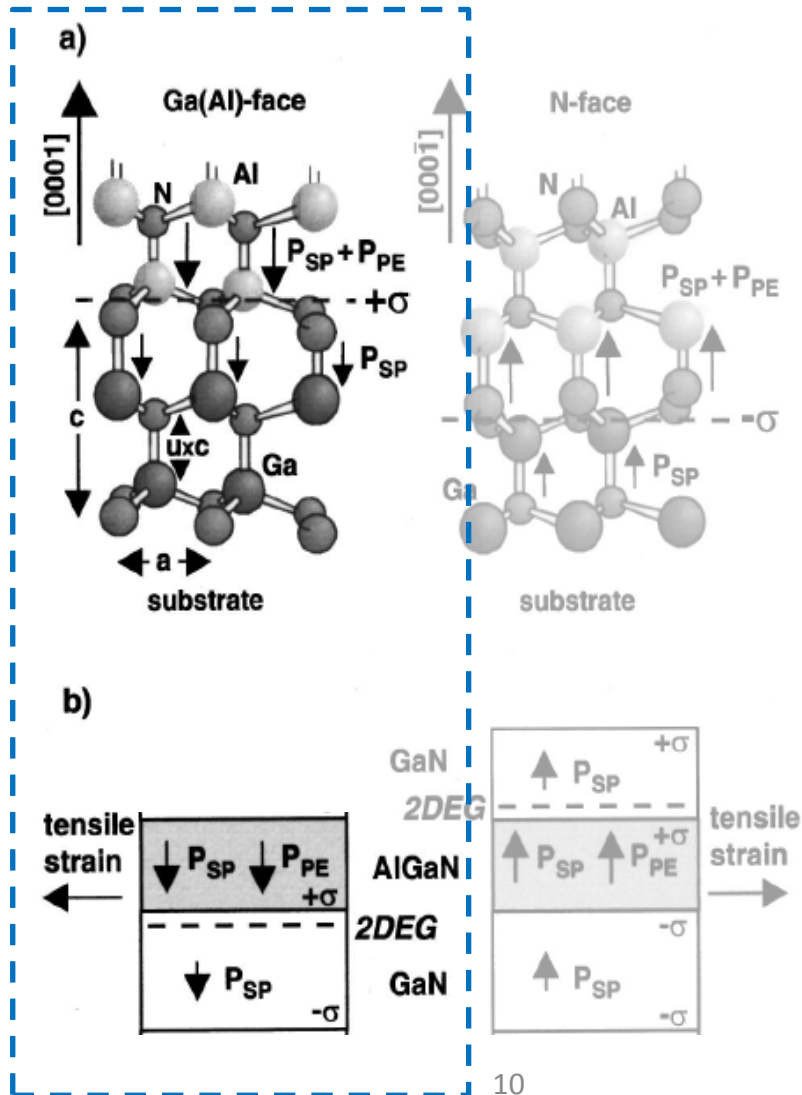 a)
Ga(Al)-face
[0001]
N
Al
P_SP + P_PE
+σ
P_SP
c
u×c
Ga
a
substrate
N-face
[0001̄]
N
Al
P_SP + P_PE
-σ
P_SP
Ga
substrate
b)
tensile
strain
P_SP
P_PE
+σ
AlGaN
2DEG
P_SP
GaN
-σ
GaN
+σ
P_SP
2DEG
+σ
P_SP
P_PE
tensile
strain
-σ
P_SP
-σ
10